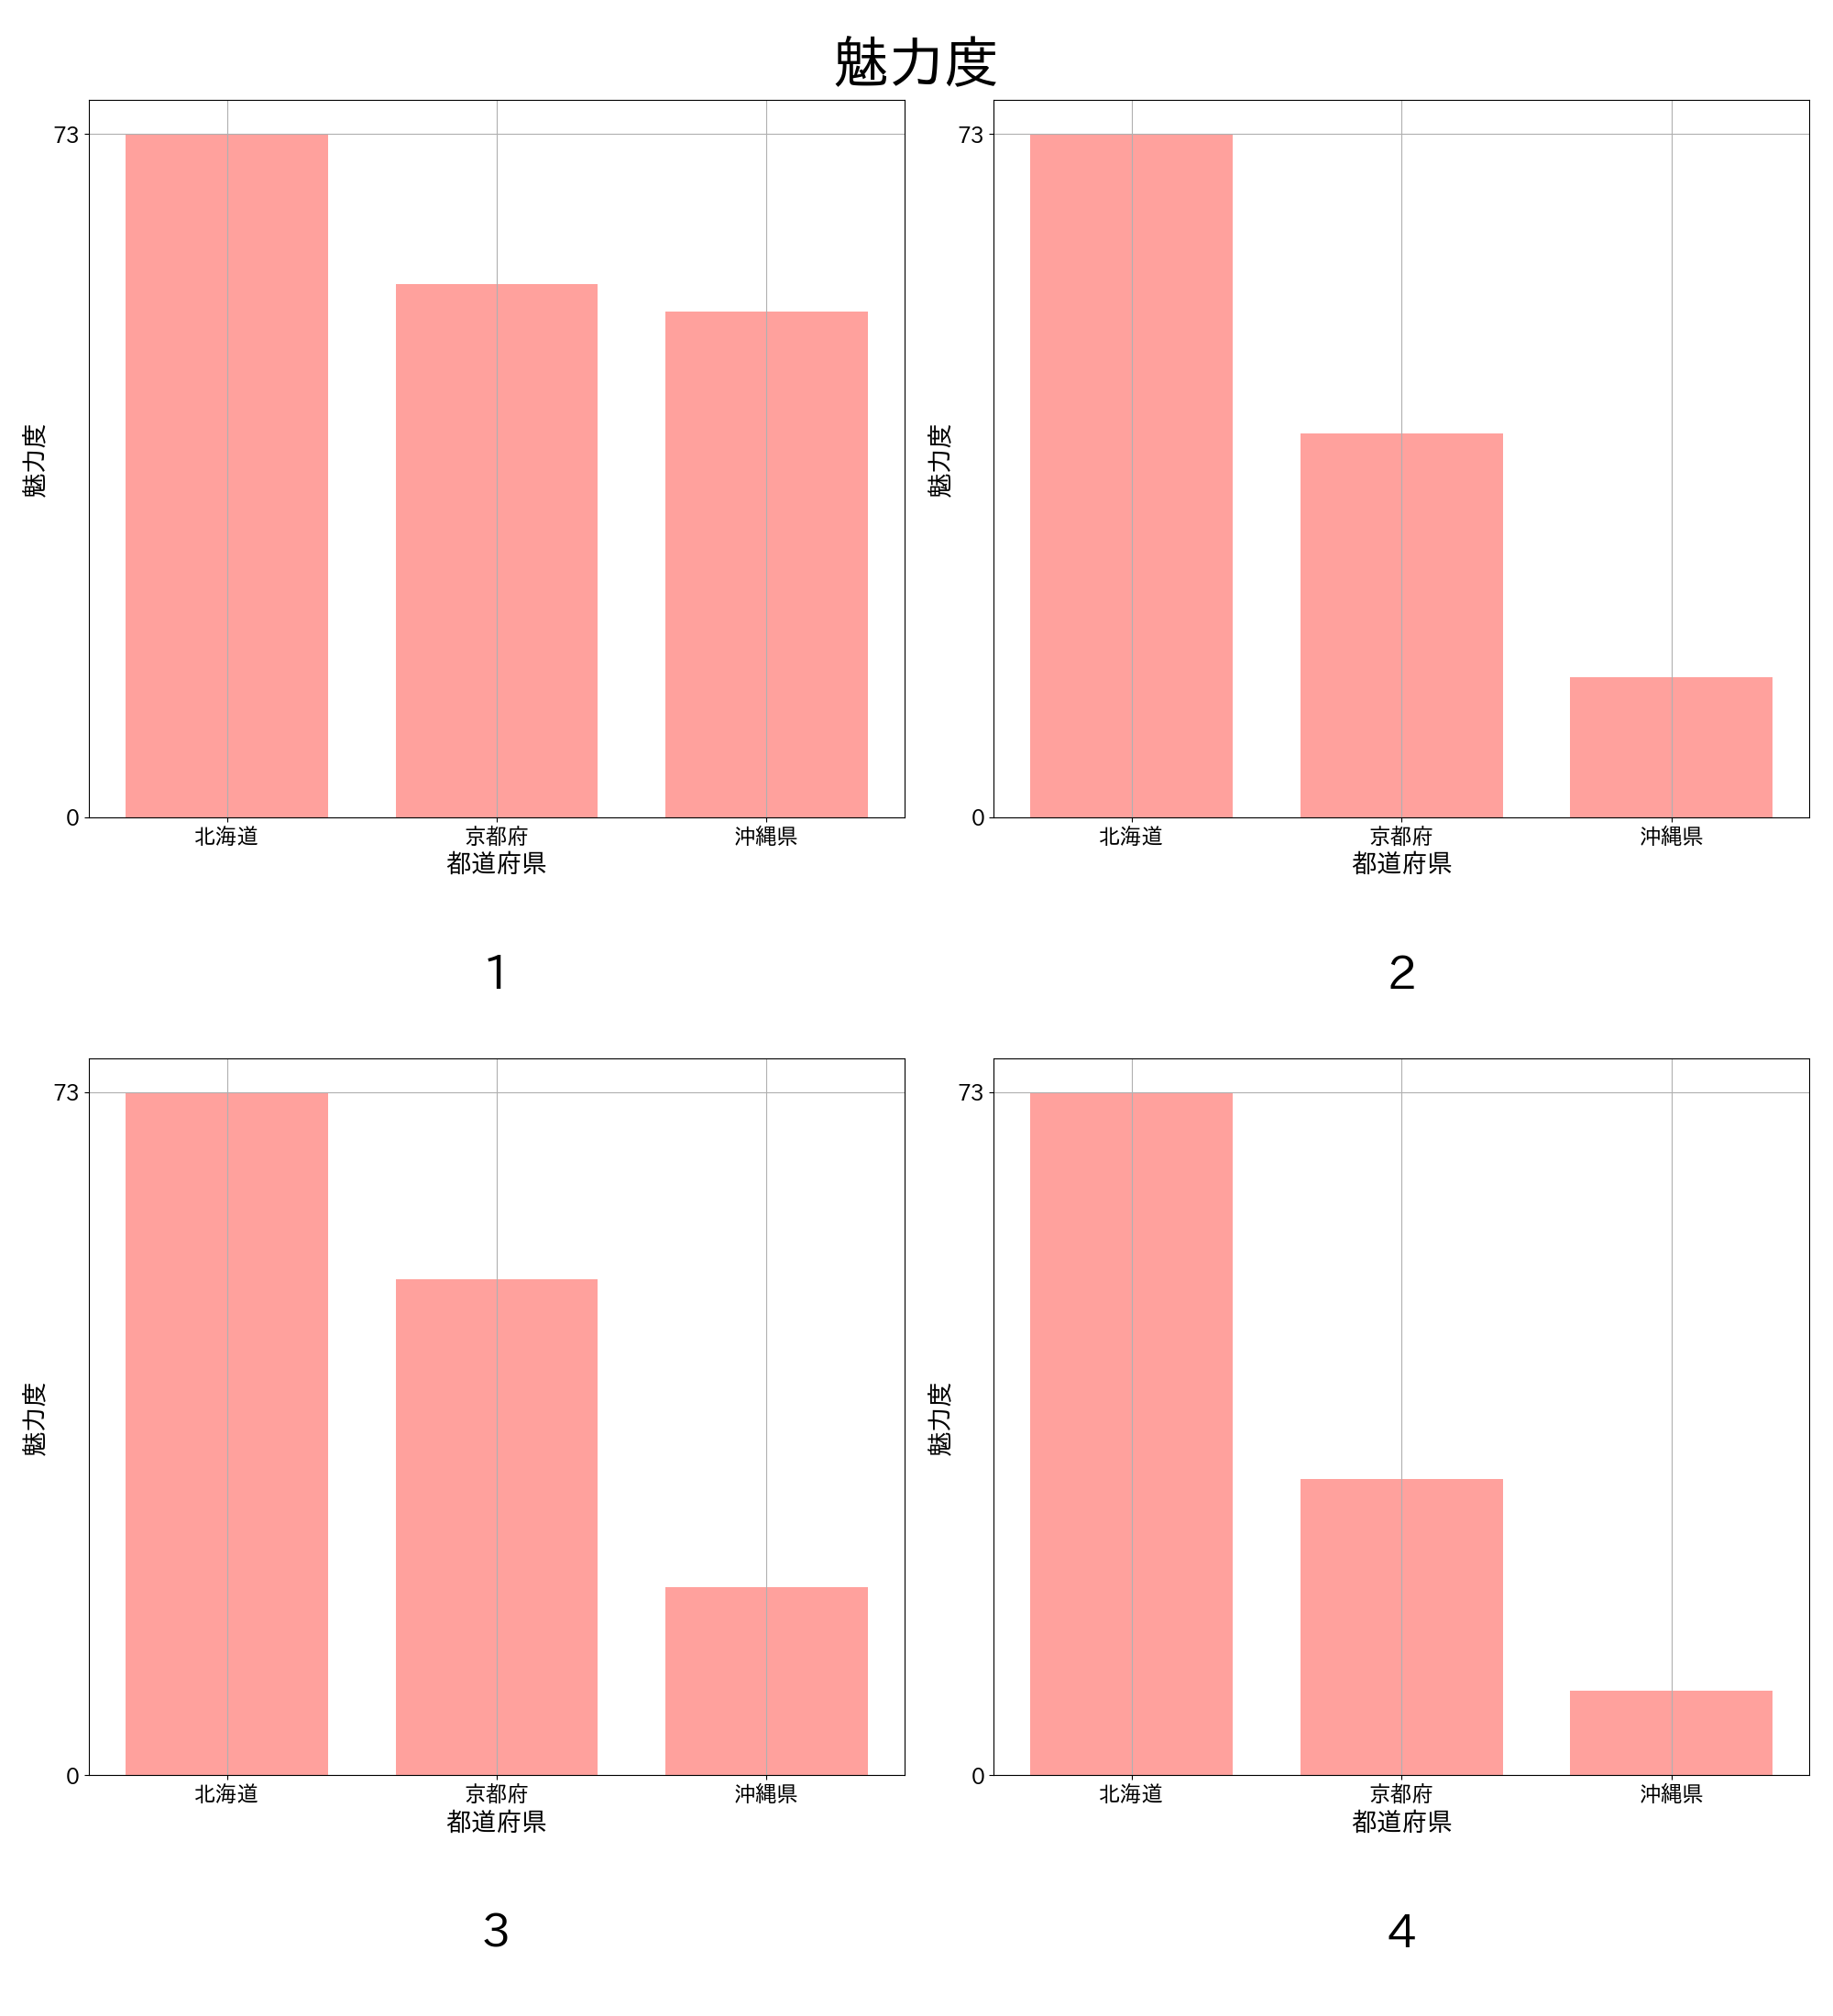 魅力度
73
0
魅力度
北海道 京都府 沖縄県
都道府県
1
73
0
魅力度
北海道 京都府 沖縄県
都道府県
2
73
0
魅力度
北海道 京都府 沖縄県
都道府県
3
73
0
魅力度
北海道 京都府 沖縄県
都道府県
4